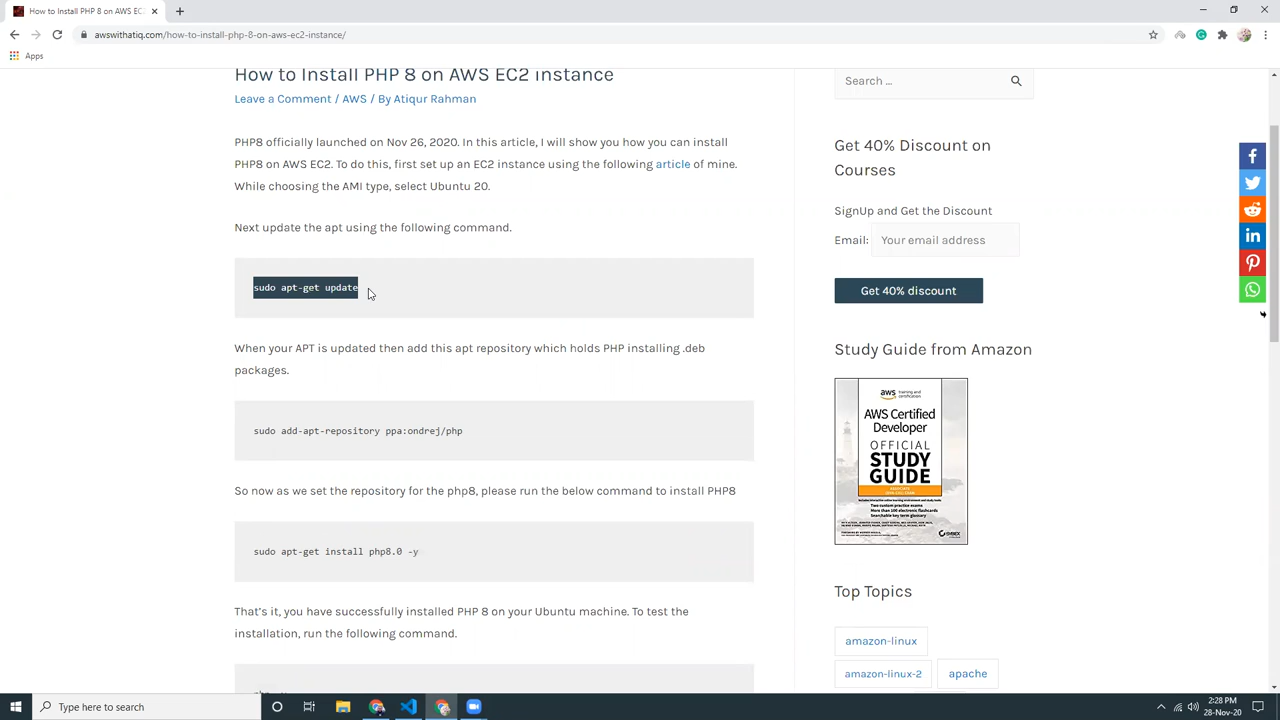 How to Install PHP 8 on AWS EC2
awswithatiq.com/how-to-install-php-8-on-aws-ec2-instance/
Apps
How to Install PHP 8 on AWS EC2 instance
Leave a Comment / AWS / By Atiqur Rahman
PHP8 officially launched on Nov 26, 2020. In this article, I will show you how you can install
PHP8 on AWS EC2. To do this, first set up an EC2 instance using the following article of mine.
While choosing the AMI type, select Ubuntu 20.
Next update the apt using the following command.
sudo apt-get update
When your APT is updated then add this apt repository which holds PHP installing .deb
packages.
sudo add-apt-repository ppa:ondrej/php
So now as we set the repository for the php8, please run the below command to install PHP8
sudo apt-get install php8.0 -y
That's it, you have successfully installed PHP 8 on your Ubuntu machine. To test the
installation, run the following command.
Search ...
Get 40% Discount on
Courses
SignUp and Get the Discount
Email: Your email address
Get 40% discount
Study Guide from Amazon
aws training and
certification
AWS Certified
Developer
OFFICIAL
STUDY
GUIDE
Top Topics
amazon-linux
amazon-linux-2
apache
Type here to search
2:28 PM
28-Nov-20